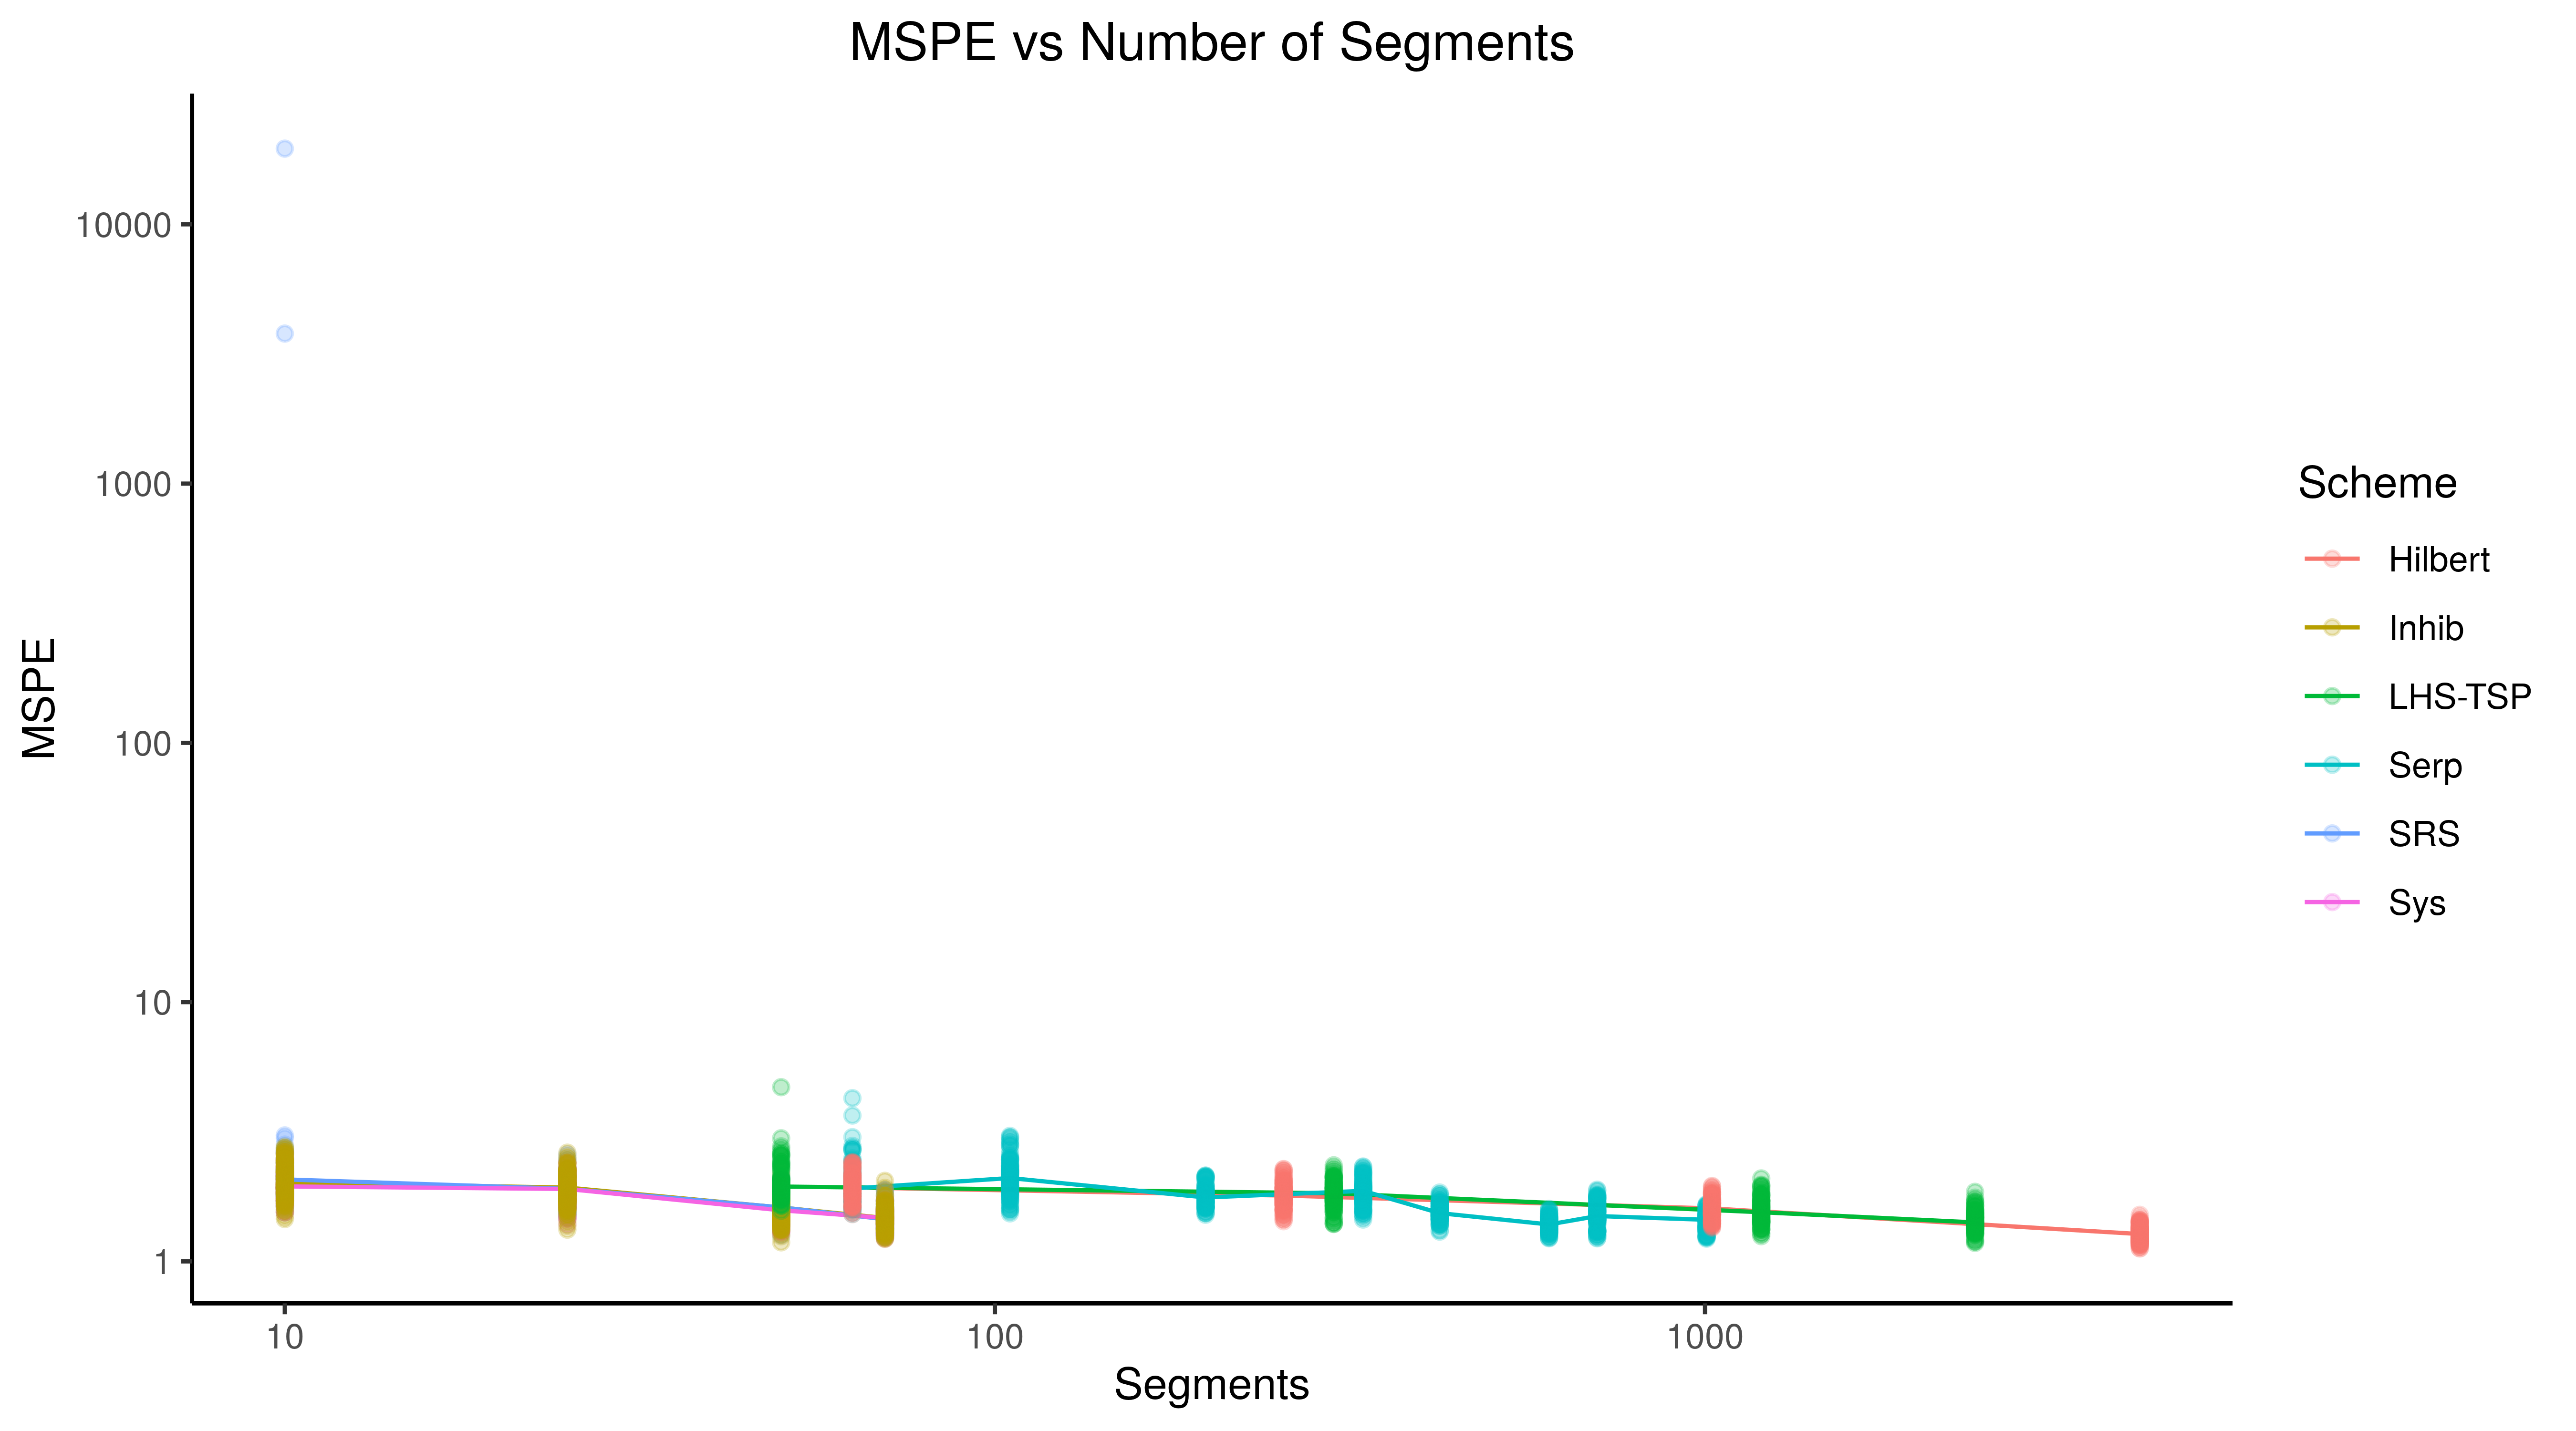 MSPE vs Number of Segments
MSPE
10000
1000
100
10
1
10
100
1000
Segments
Scheme
Hilbert
Inhib
LHS-TSP
Serp
SRS
Sys